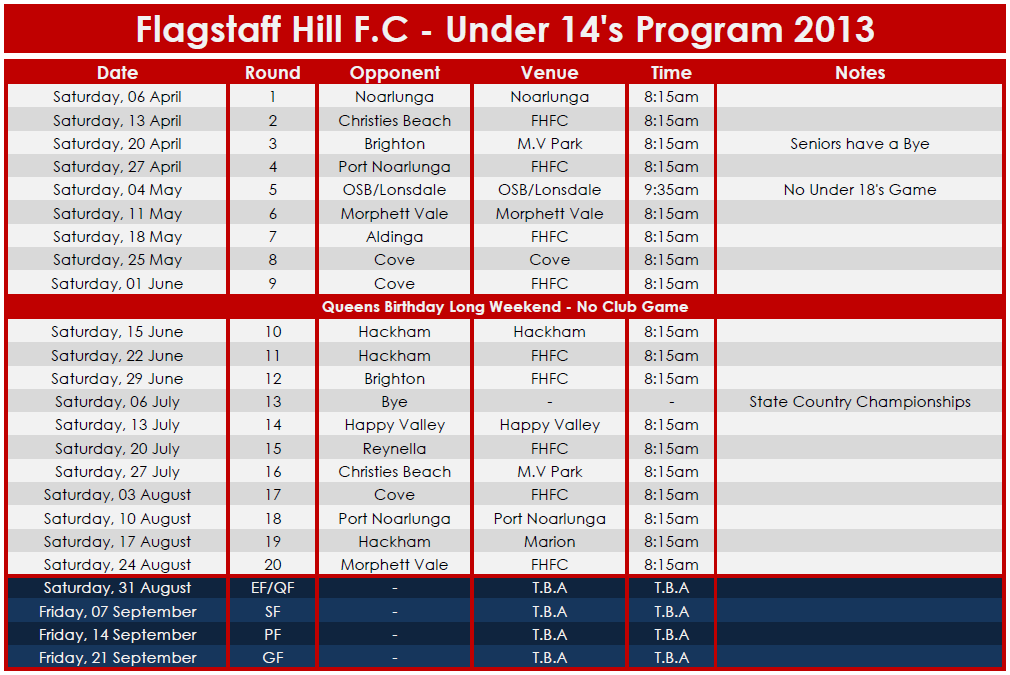 Flagstaff Hill F.C - Under 14's Program 2013
Date Round Opponent Venue Time Notes
Saturday, 06 April 1 Noarlunga Noarlunga 8:15am
Saturday, 13 April 2 Christies Beach FHFC 8:15am
Saturday, 20 April 3 Brighton M.V Park 8:15am Seniors have a Bye
Saturday, 27 April 4 Port Noarlunga FHFC 8:15am
Saturday, 04 May 5 OSB/Lonsdale OSB/Lonsdale 9:35am No Under 18's Game
Saturday, 11 May 6 Morphett Vale Morphett Vale 8:15am
Saturday, 18 May 7 Aldinga FHFC 8:15am
Saturday, 25 May 8 Cove Cove 8:15am
Saturday, 01 June 9 Cove FHFC 8:15am
Queens Birthday Long Weekend - No Club Game
Saturday, 15 June 10 Hackham Hackham 8:15am
Saturday, 22 June 11 Hackham FHFC 8:15am
Saturday, 29 June 12 Brighton FHFC 8:15am
Saturday, 06 July 13 Bye - - State Country Championships
Saturday, 13 July 14 Happy Valley Happy Valley 8:15am
Saturday, 20 July 15 Reynella FHFC 8:15am
Saturday, 27 July 16 Christies Beach M.V Park 8:15am
Saturday, 03 August 17 Cove FHFC 8:15am
Saturday, 10 August 18 Port Noarlunga Port Noarlunga 8:15am
Saturday, 17 August 19 Hackham Marion 8:15am
Saturday, 24 August 20 Morphett Vale FHFC 8:15am
Saturday, 31 August EF/QF - T.B.A T.B.A
Friday, 07 September SF - T.B.A T.B.A
Friday, 14 September PF - T.B.A T.B.A
Friday, 21 September GF - T.B.A T.B.A